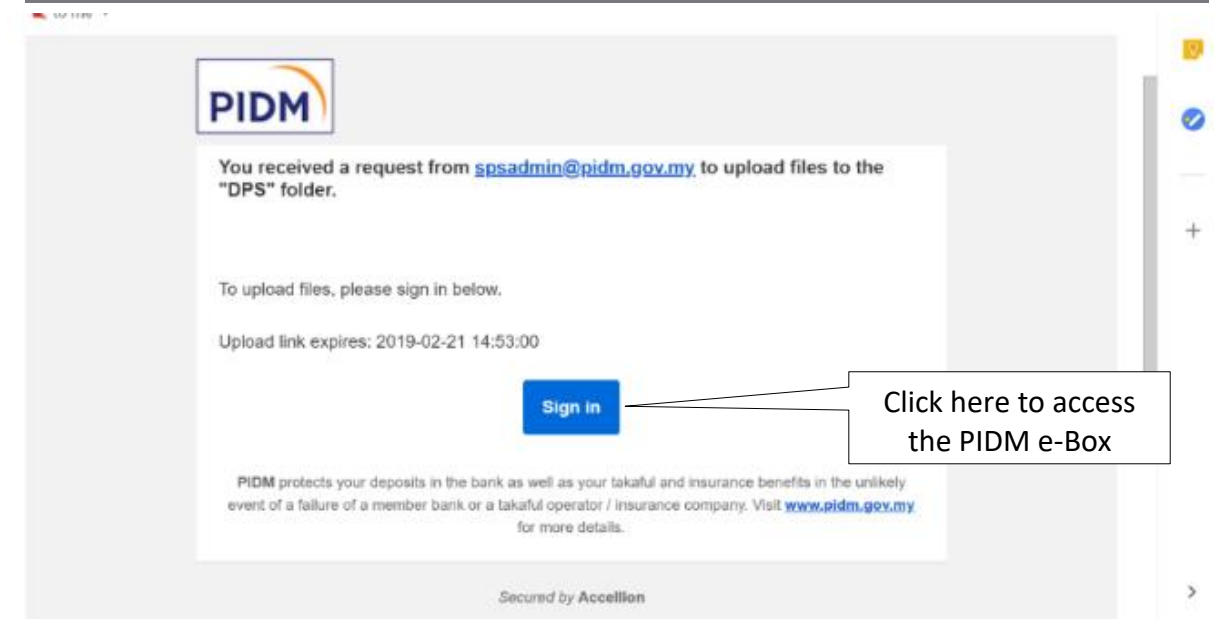 to me
PIDM
You received a request from spsadmin@pidm.gov.my to upload files to the
"DPS" folder.
To upload files, please sign in below.
Upload link expires: 2019-02-21 14:53:00
Sign in
Click here to access
the PIDM e-Box
PIDM protects your deposits in the bank as well as your takaful and insurance benefits in the unlikely
event of a failure of a member bank or a takaful operator / insurance company. Visit www.pidm.gov.my
for more details.
Secured by Accellion